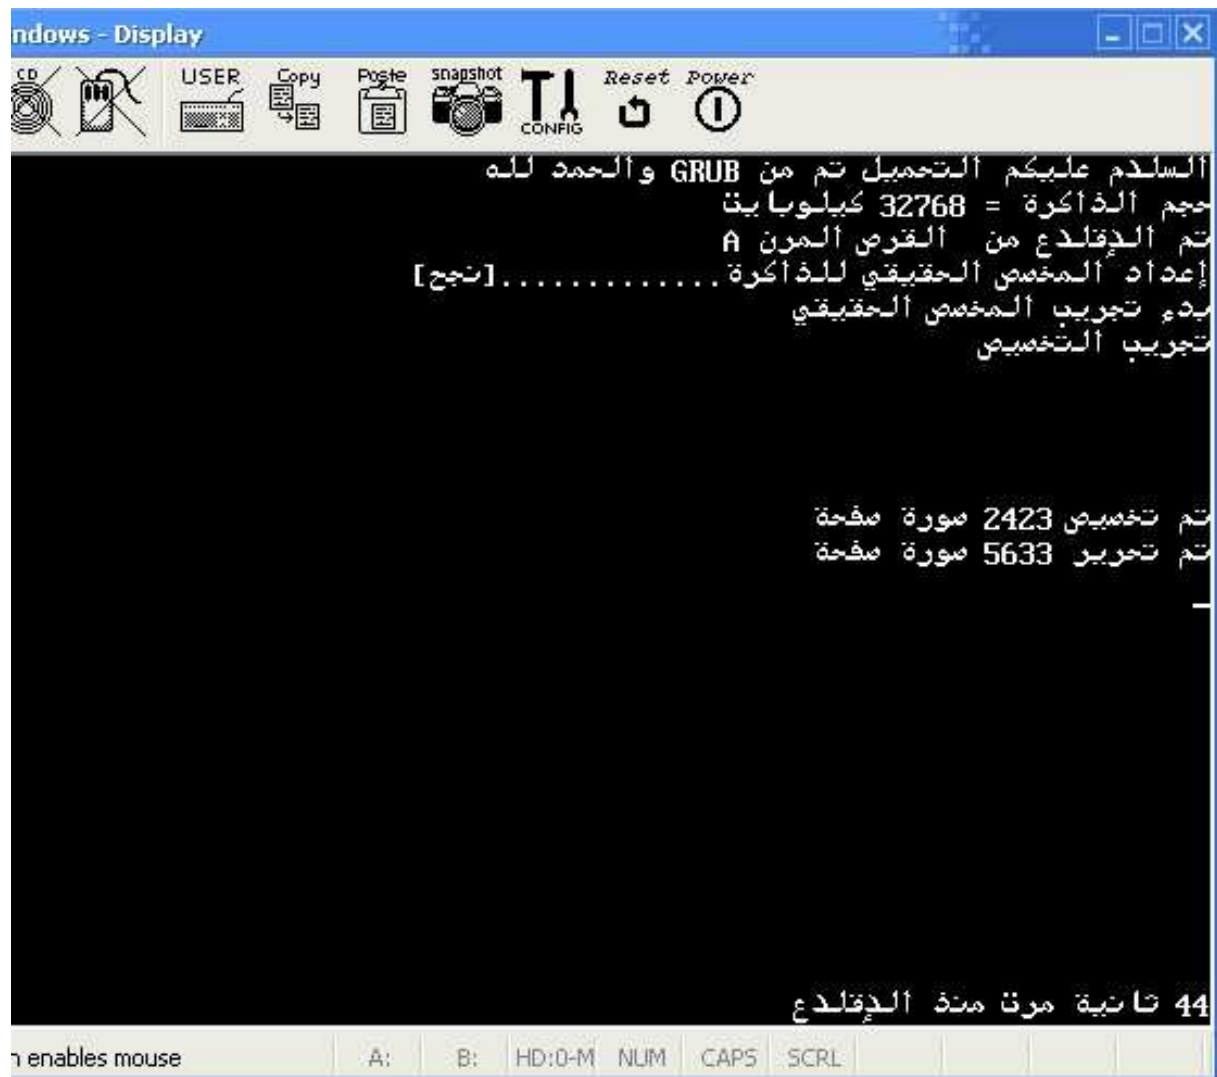 ndows - Display
CD
USER
Copy
Poste
snapshot
CONFIG
Reset
Power
السلام عليكم التحميل تم من GRUB والحمد لله
حجم الذاكرة = 32768 كيلوبايت
تم الإقلاع من القرص المرن A
إعداد المخصص الحقيقي للذاكرة.............[نجح]
بدء تجريب المخصص الحقيقي
تجريب التخصيص
تم تخصيص 2423 صورة صفحة
تم تحرير 5633 صورة صفحة
44 ثانية مرت منذ الإقلاع
n enables mouse
A:
B:
HD:0-M
NUM
CAPS
SCRL